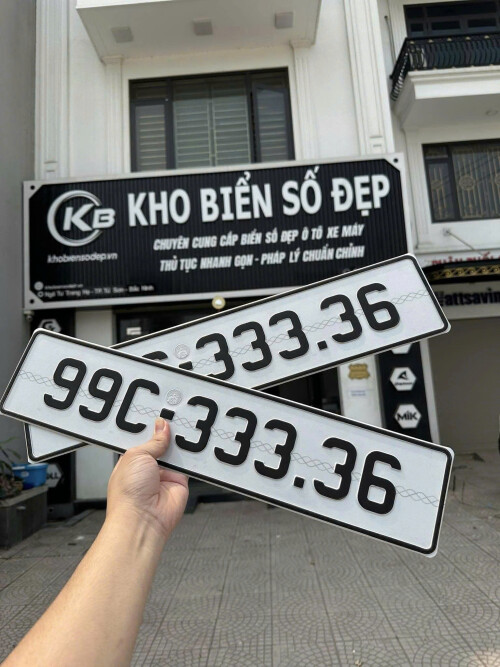 KB
KHO BIỂN SỐ ĐẸP
khobiensodep.vn
CHUYÊN CUNG CẤP BIỂN SỐ ĐẸP Ô TÔ XE MÁY
THỦ TỤC NHANH GỌN - PHÁP LÝ CHUẨN CHỈNH
333.36
99C-333.36
MIK